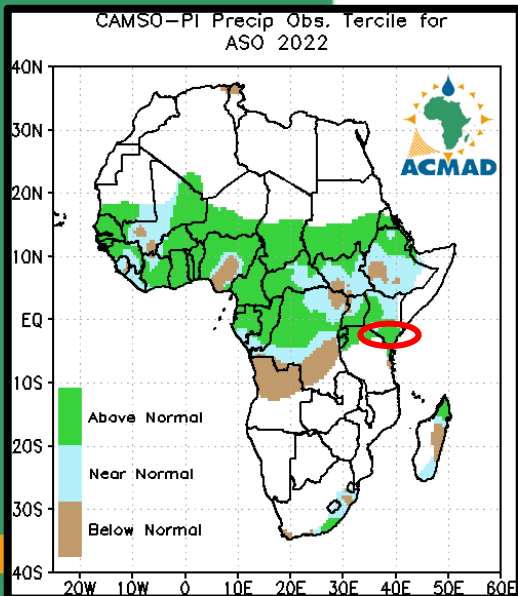 CAMSO-PI Precip Obs. Tercile for
ASO 2022
40N
30N
20N
10N
EQ
10S
20S
30S
40S
ACMAD
Above Normal
Near Normal
Below Normal
20W 10W 0 10E 20E 30E 40E 50E 60E